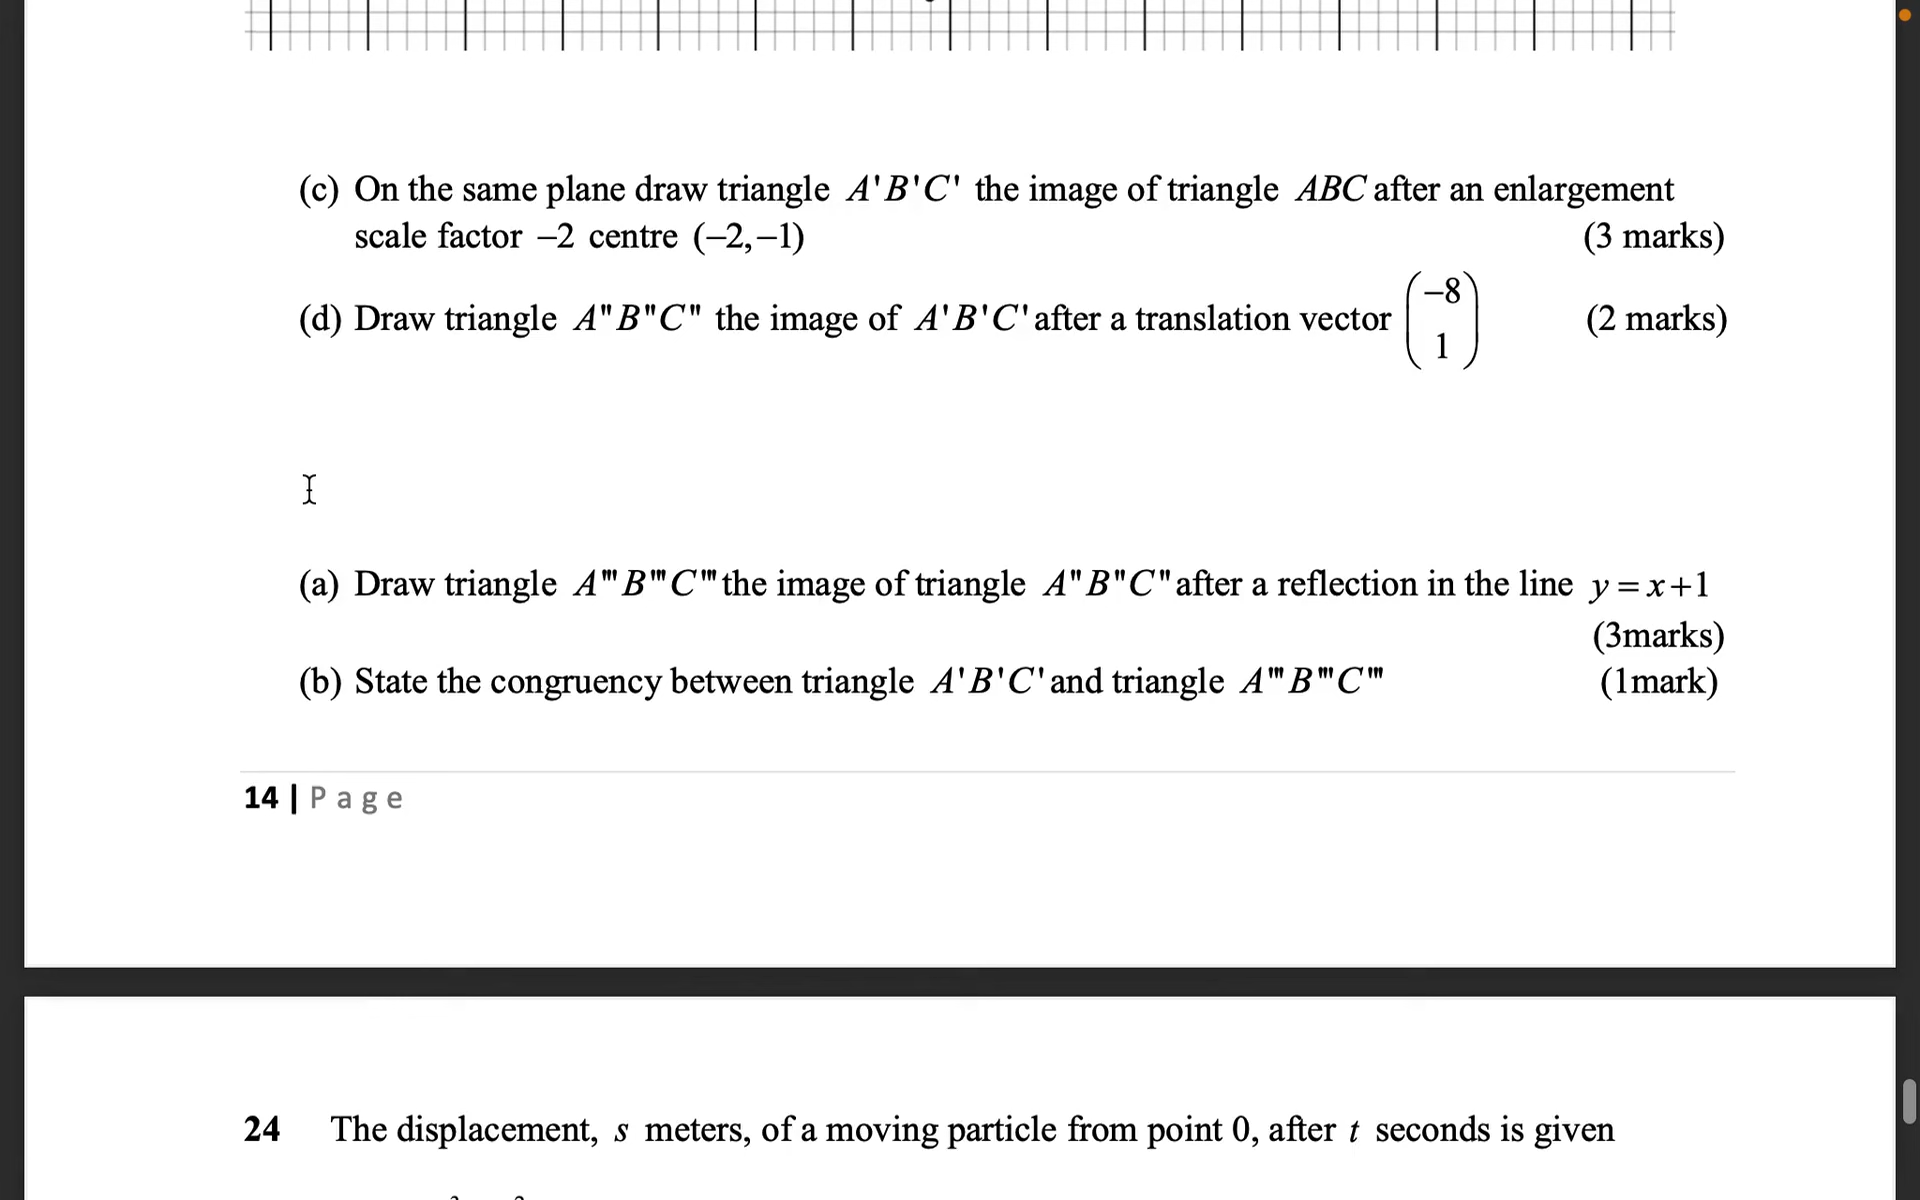 (c) On the same plane draw triangle A'B'C' the image of triangle ABC after an enlargement
scale factor –2 centre (–2,–1) (3 marks)
(d) Draw triangle A"B"C" the image of A'B'C' after a translation vector (–8 1) (2 marks)
(a) Draw triangle A'''B'''C''' the image of triangle A"B"C" after a reflection in the line y=x+1
(3marks)
(b) State the congruency between triangle A'B'C' and triangle A'''B'''C''' (1mark)
14 | Page
24 The displacement, s meters, of a moving particle from point 0, after t seconds is given